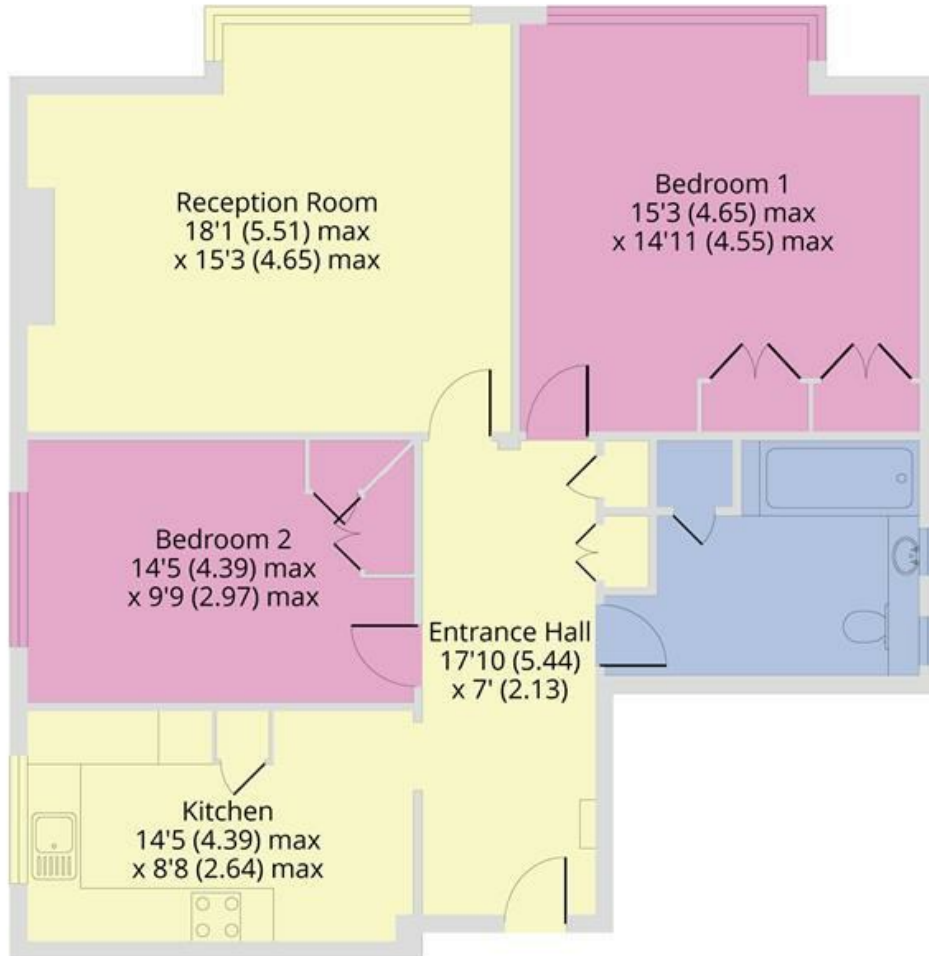 Reception Room
18'1 (5.51) max
x 15'3 (4.65) max
Bedroom 1
15'3 (4.65) max
x 14'11 (4.55) max
Bedroom 2
14'5 (4.39) max
x 9'9 (2.97) max
Entrance Hall
17'10 (5.44)
x 7' (2.13)
Kitchen
14'5 (4.39) max
x 8'8 (2.64) max